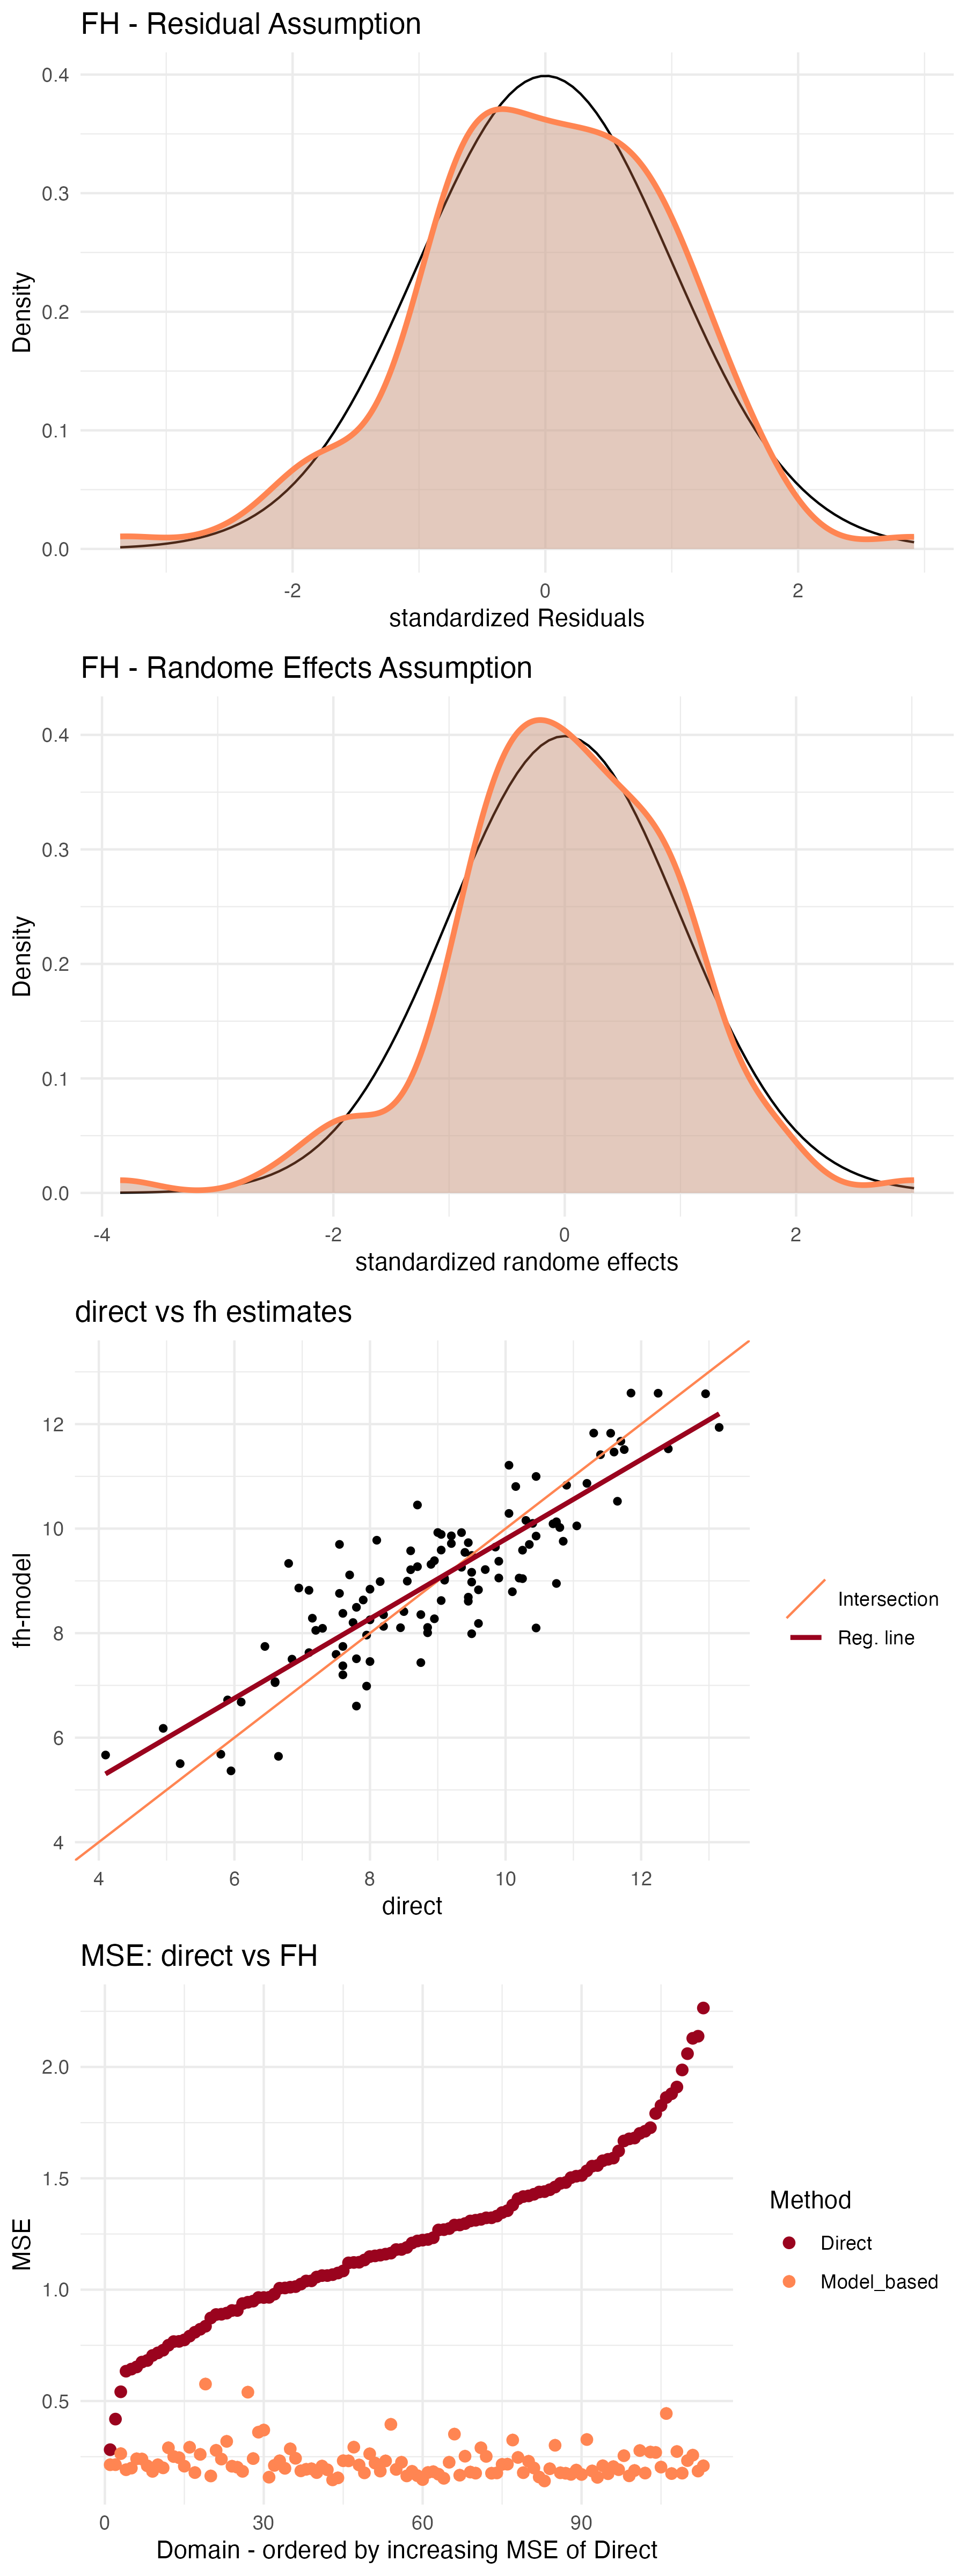 FH - Residual Assumption
0.4
0.3
0.2
0.1
0.0
Density
-2 0 2
standardized Residuals
FH - Randome Effects Assumption
0.4
0.3
0.2
0.1
0.0
Density
-4 -2 0 2
standardized randome effects
direct vs fh estimates
12
10
8
6
4
fh-model
4 6 8 10 12
direct
Intersection
Reg. line
MSE: direct vs FH
2.0
1.5
1.0
0.5
MSE
0 30 60 90
Domain - ordered by increasing MSE of Direct
Method
Direct
Model_based